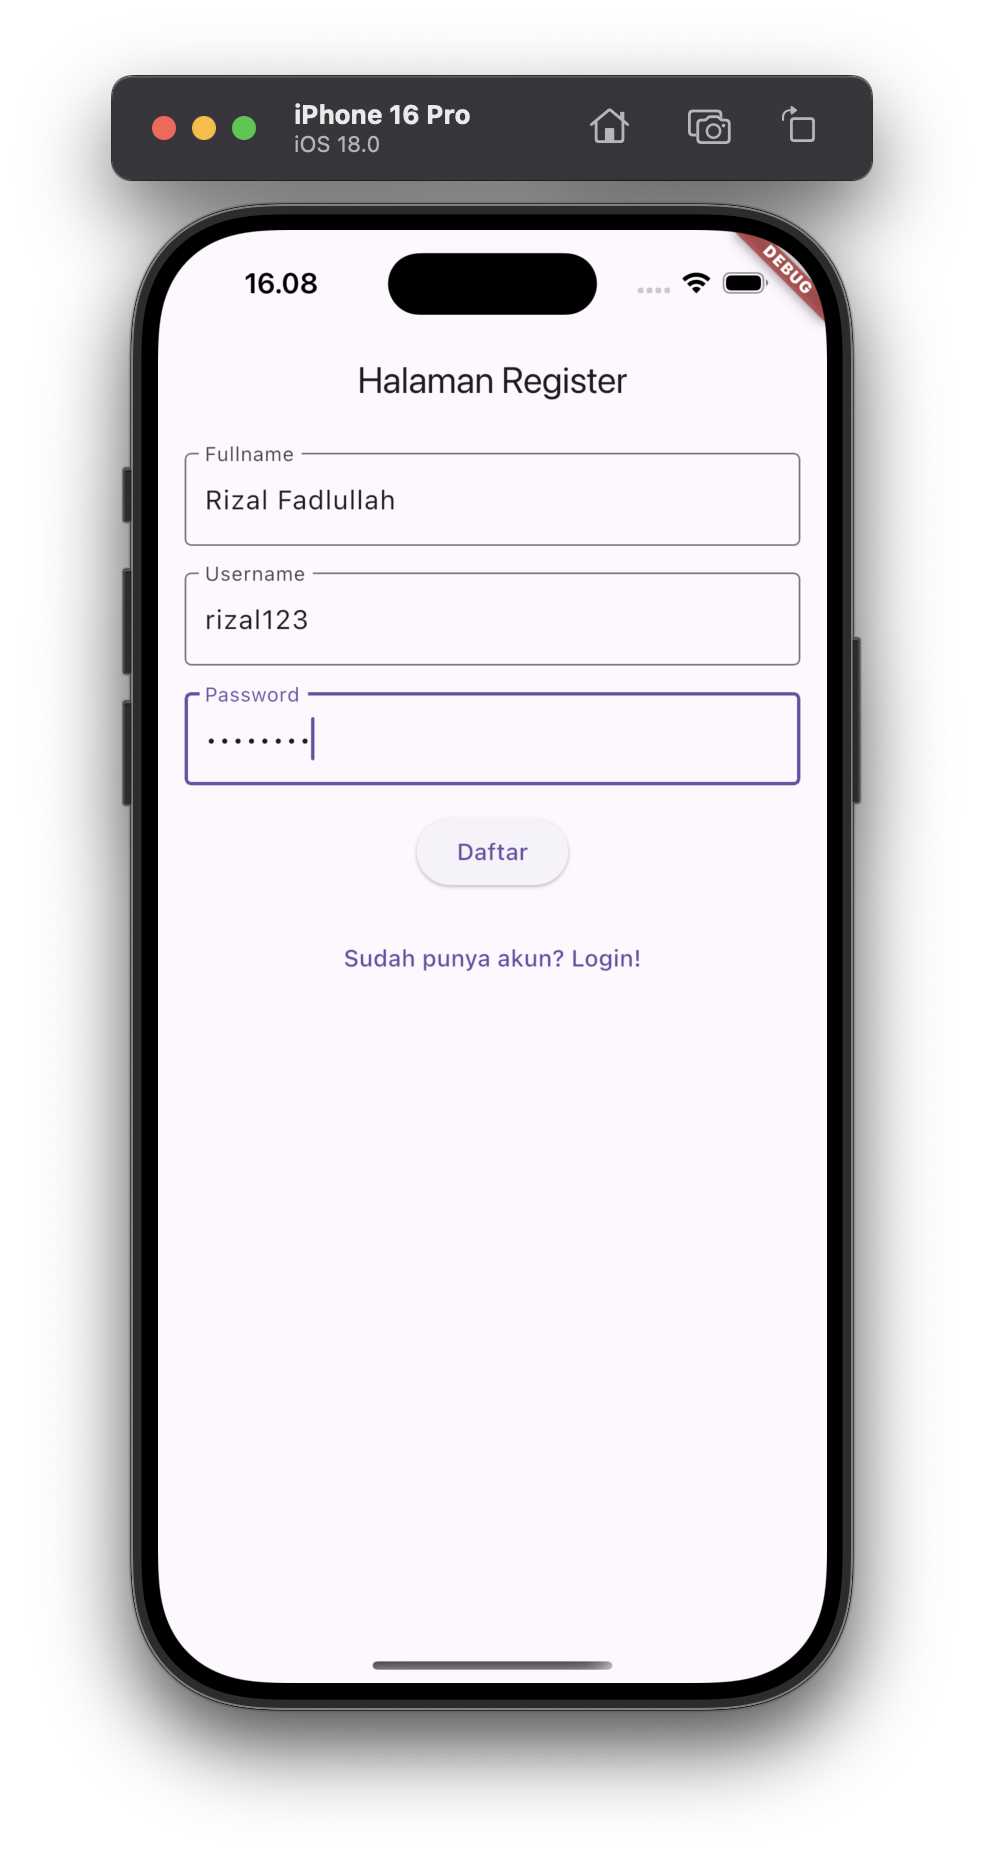 iPhone 16 Pro
iOS 18.0
16.08
DEBUG
Halaman Register
Fullname
Rizal Fadlullah
Username
rizal123
Password
••••••••
Daftar
Sudah punya akun? Login!